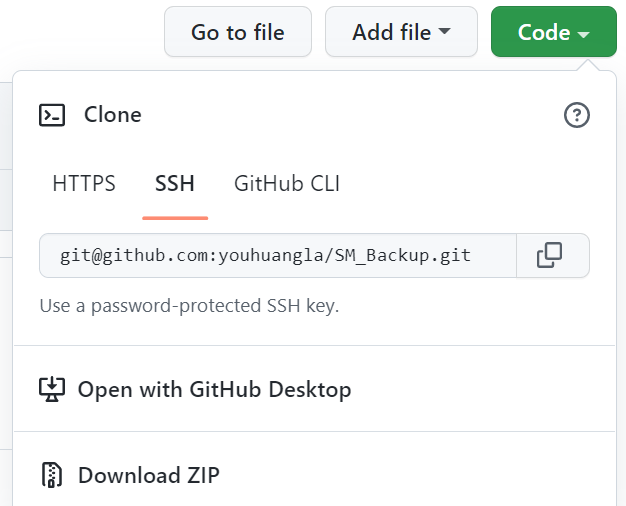 Go to file Add file Code
Clone
HTTPS SSH GitHub CLI
git@github.com:youhuangla/SM_Backup.git
Use a password-protected SSH key.
Open with GitHub Desktop
Download ZIP